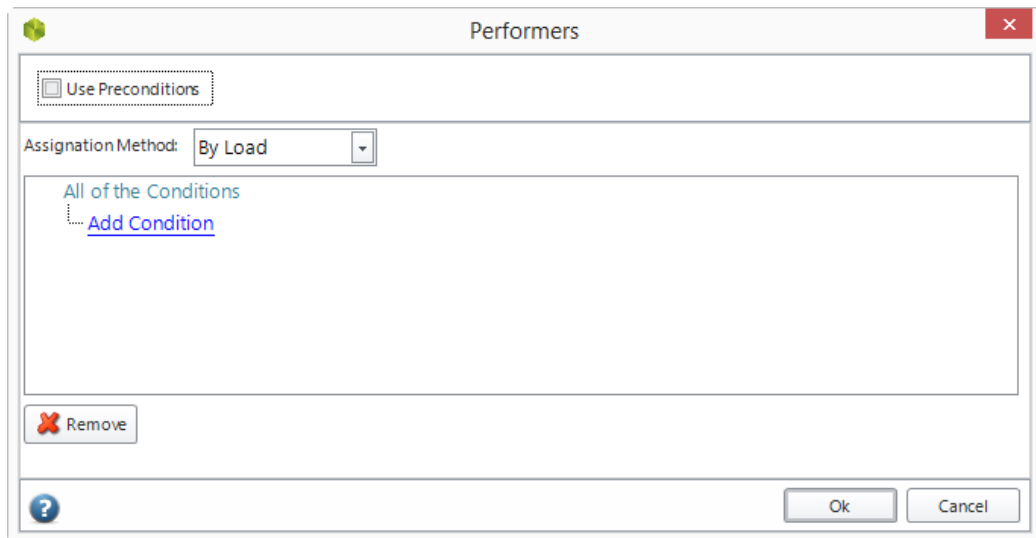 Performers
Use Preconditions
Assignation Method: By Load
All of the Conditions
Add Condition
Remove
? Ok Cancel